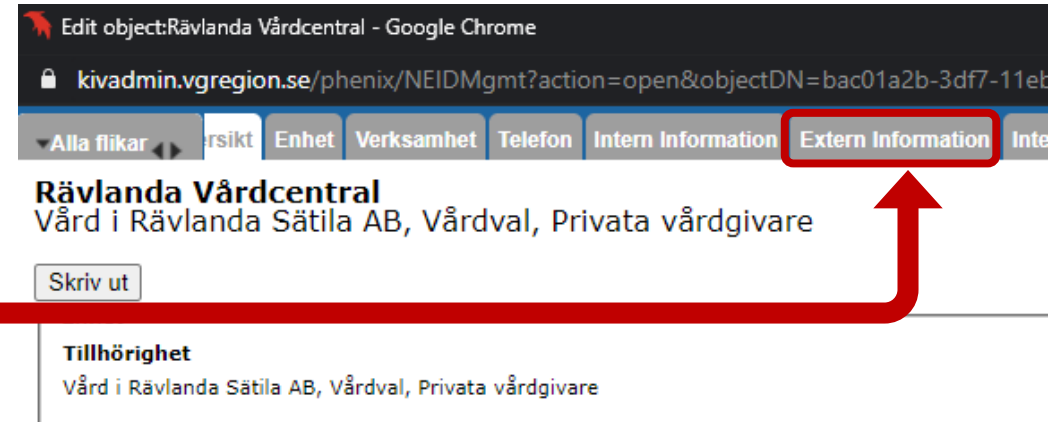 Edit object:Rävlanda Vårdcentral - Google Chrome
kivadmin.vgregion.se/phenix/NEIDMgmt?action=open&objectDN=bac01a2b-3df7-11eb
▾Alla flikar ◂ ▸ rsikt Enhet Verksamhet Telefon Intern Information Extern Information Inte
Rävlanda Vårdcentral
Vård i Rävlanda Sätila AB, Vårdval, Privata vårdgivare
Skriv ut
Tillhörighet
Vård i Rävlanda Sätila AB, Vårdval, Privata vårdgivare